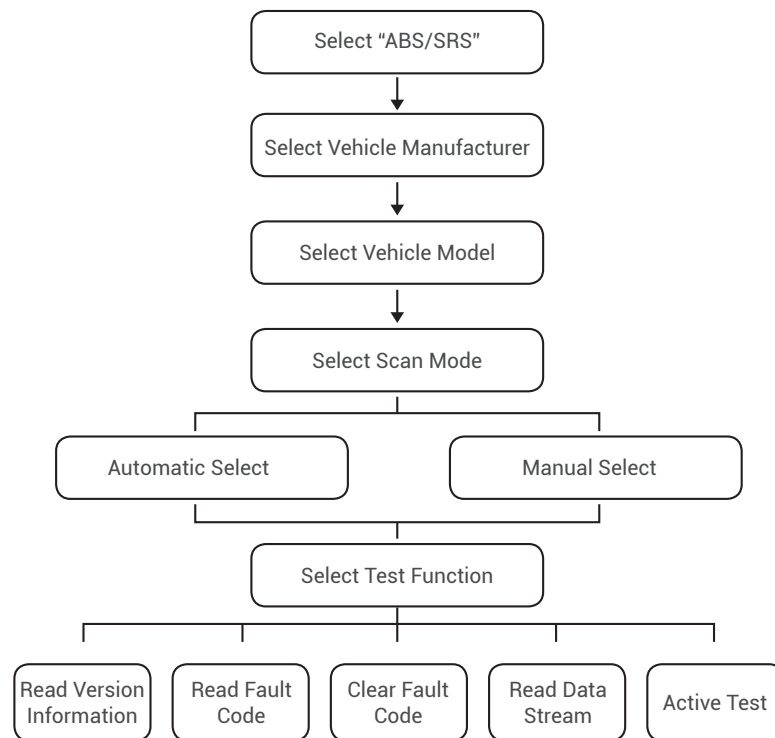 Select “ABS/SRS”
Select Vehicle Manufacturer
Select Vehicle Model
Select Scan Mode
Automatic Select
Manual Select
Select Test Function
Read Version
Information
Read Fault
Code
Clear Fault
Code
Read Data
Stream
Active Test